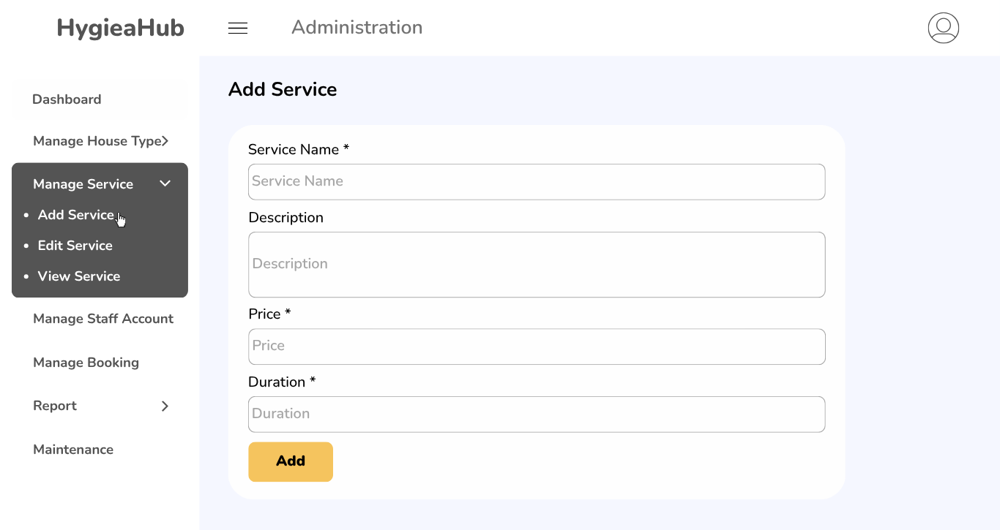 HygieaHub
Administration
Dashboard
Manage House Type
Manage Service
Add Service
Edit Service
View Service
Manage Staff Account
Manage Booking
Report
Maintenance
Add Service
Service Name *
Service Name
Description
Description
Price *
Price
Duration *
Duration
Add